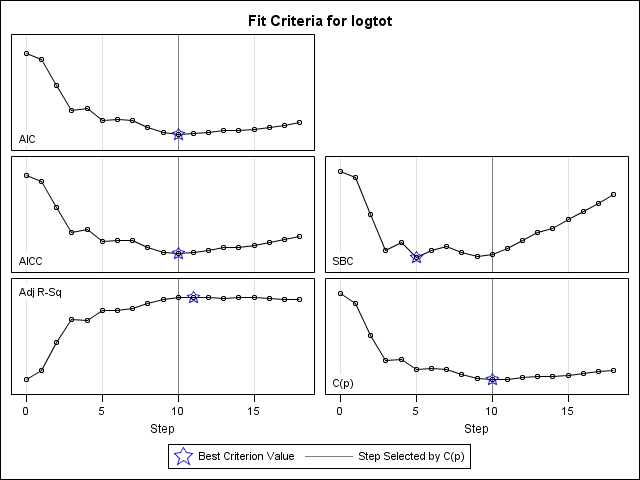 Fit Criteria for logtot
AIC
AICC
SBC
Adj R-Sq
C(p)
0 5 10 15
0 5 10 15
Step
Step
Best Criterion Value
Step Selected by C(p)